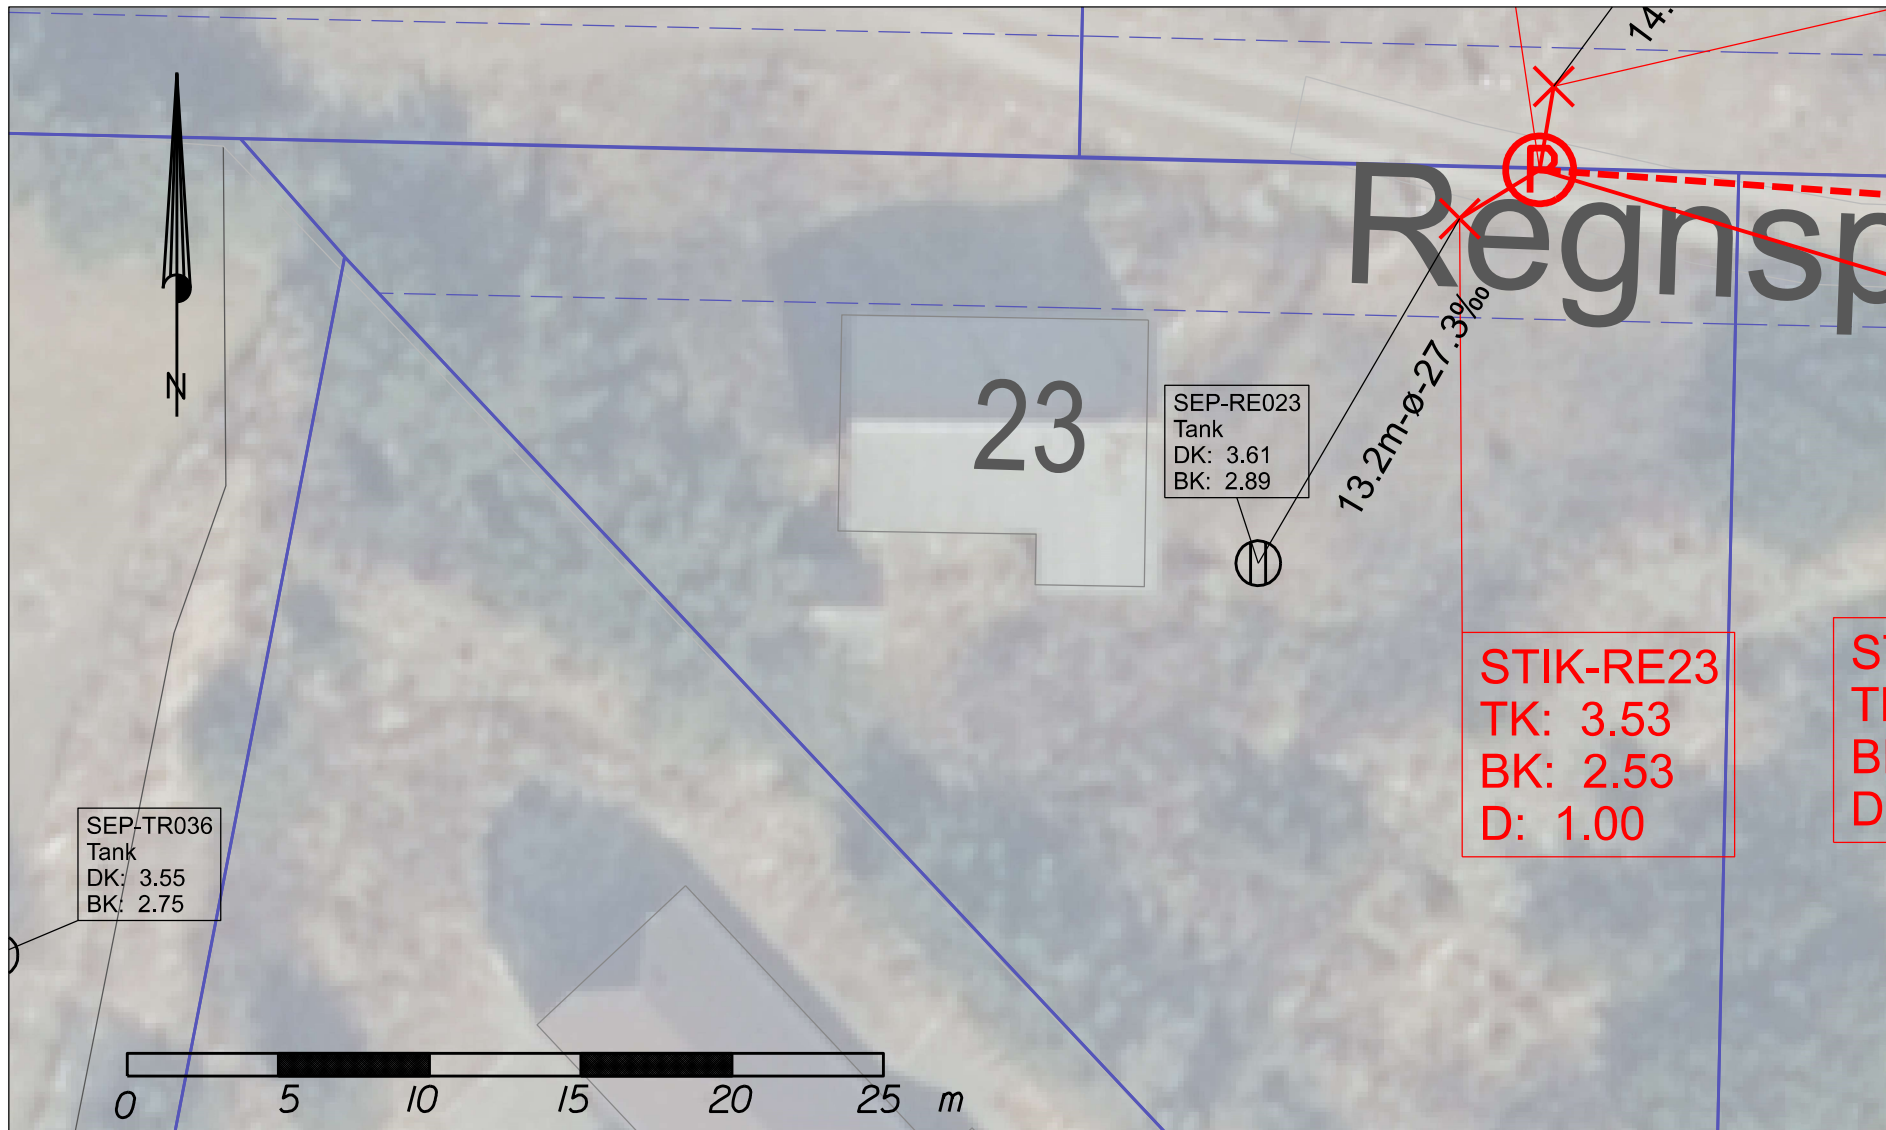 14.
P
Regnsp
N
23
13.2m-ø-27.3‰
SEP-RE023
Tank
DK: 3.61
BK: 2.89
STIK-RE23
TK: 3.53
BK: 2.53
D: 1.00
SEP-TR036
Tank
DK: 3.55
BK: 2.75
0 5 10 15 20 25 m